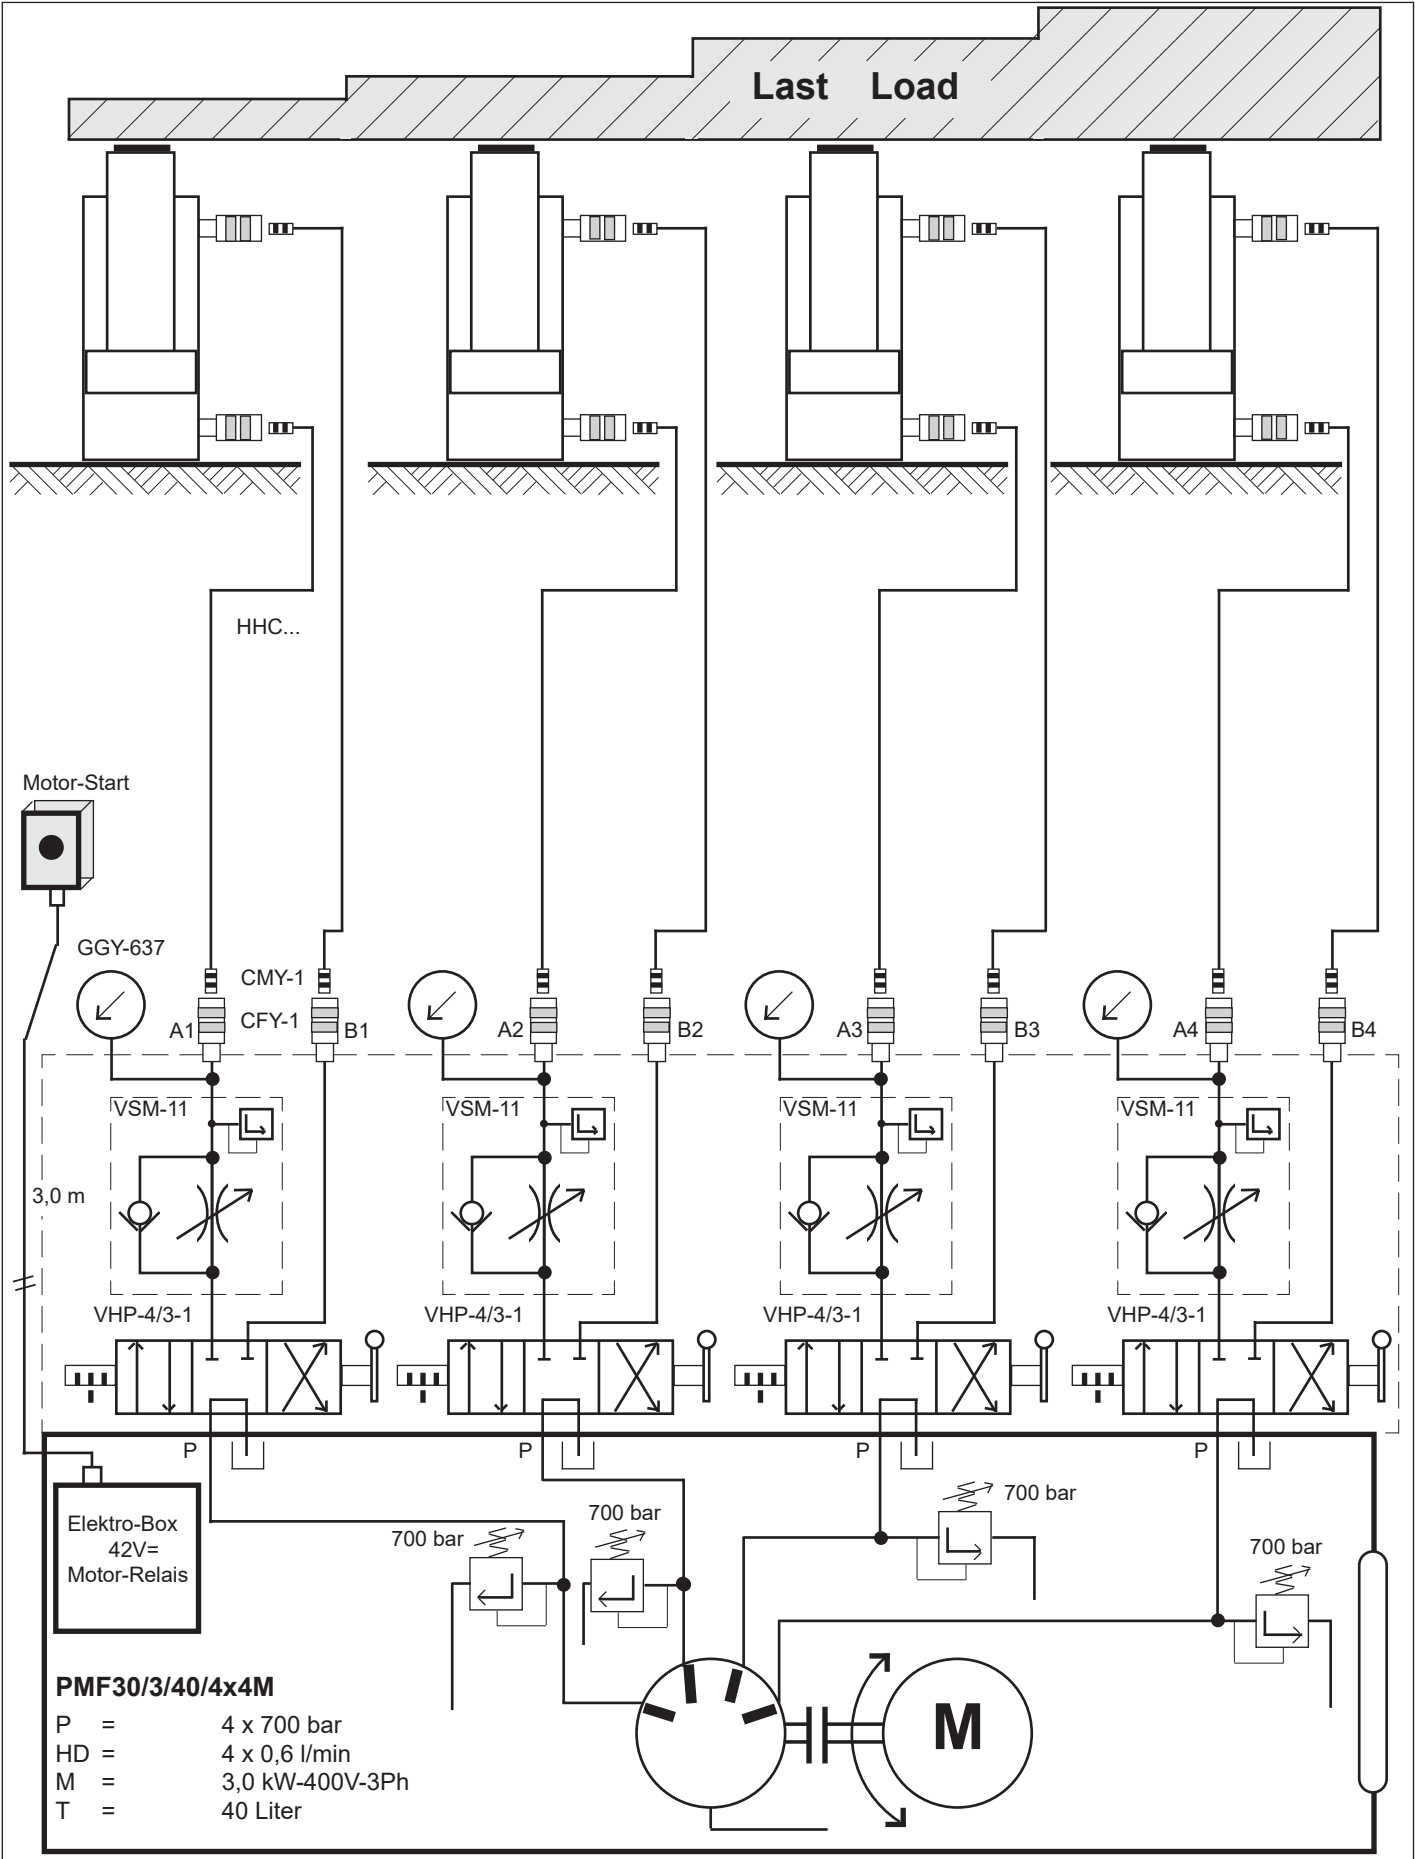 Last Load
HHC...
Motor-Start
GGY-637
CMY-1
CFY-1
A1
B1
A2
B2
A3
B3
A4
B4
VSM-11
VSM-11
VSM-11
VSM-11
3,0 m
VHP-4/3-1
VHP-4/3-1
VHP-4/3-1
VHP-4/3-1
P
P
P
P
Elektro-Box
42V=
Motor-Relais
700 bar
700 bar
700 bar
700 bar
PMF30/3/40/4x4M
P = 4 x 700 bar
HD = 4 x 0,6 l/min
M = 3,0 kW-400V-3Ph
T = 40 Liter
M